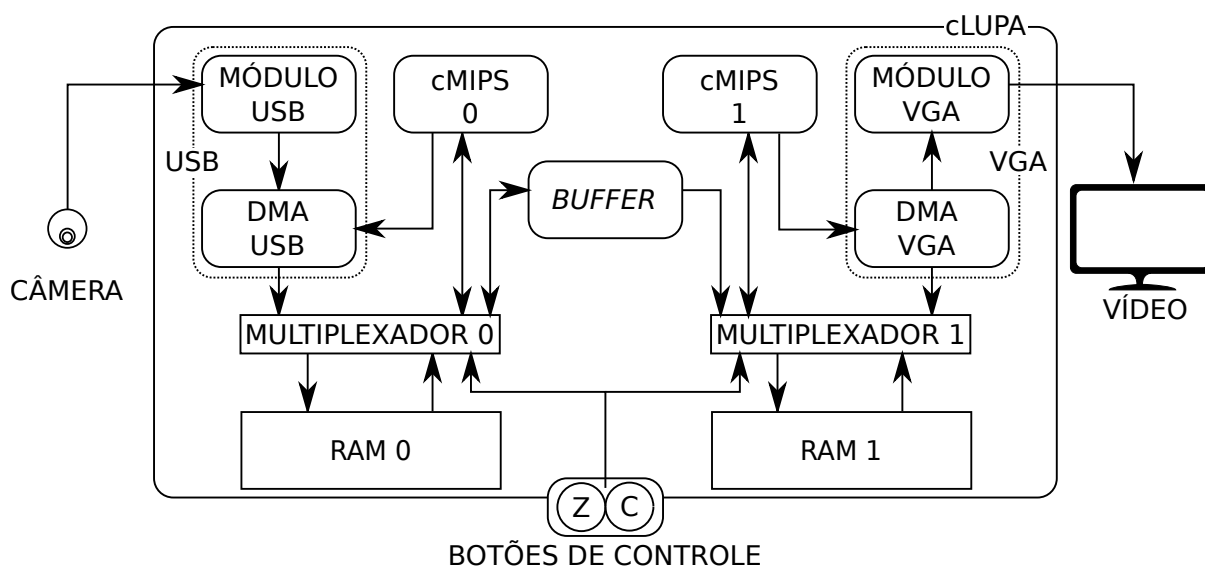 cLUPA
MÓDULO
USB
cMIPS
0
cMIPS
1
MÓDULO
VGA
USB
VGA
DMA
USB
BUFFER
DMA
VGA
CÂMERA
VÍDEO
MULTIPLEXADOR 0
MULTIPLEXADOR 1
RAM 0
RAM 1
Z C
BOTÕES DE CONTROLE